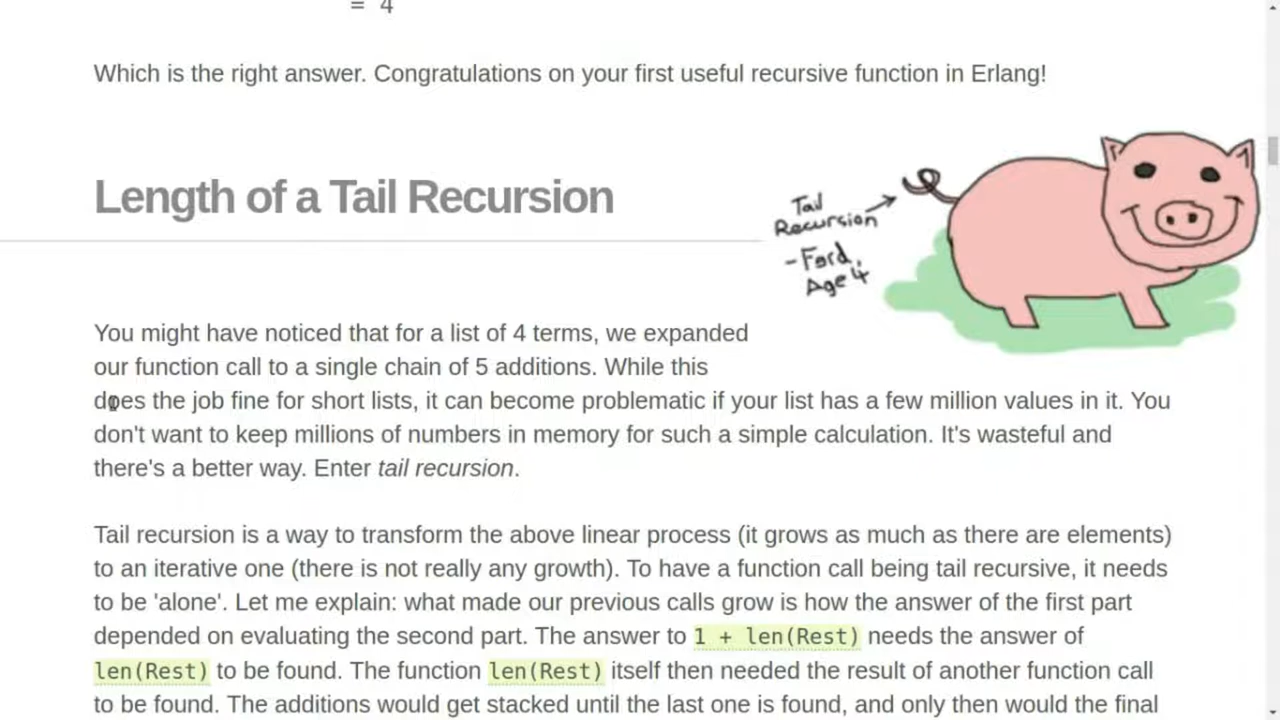 = 4
Which is the right answer. Congratulations on your first useful recursive function in Erlang!
Length of a Tail Recursion
Tail
Recursion
- Ford,
Age 4
You might have noticed that for a list of 4 terms, we expanded
our function call to a single chain of 5 additions. While this
does the job fine for short lists, it can become problematic if your list has a few million values in it. You
don't want to keep millions of numbers in memory for such a simple calculation. It's wasteful and
there's a better way. Enter tail recursion.
Tail recursion is a way to transform the above linear process (it grows as much as there are elements)
to an iterative one (there is not really any growth). To have a function call being tail recursive, it needs
to be 'alone'. Let me explain: what made our previous calls grow is how the answer of the first part
depended on evaluating the second part. The answer to 1 + len(Rest) needs the answer of
len(Rest) to be found. The function len(Rest) itself then needed the result of another function call
to be found. The additions would get stacked until the last one is found, and only then would the final